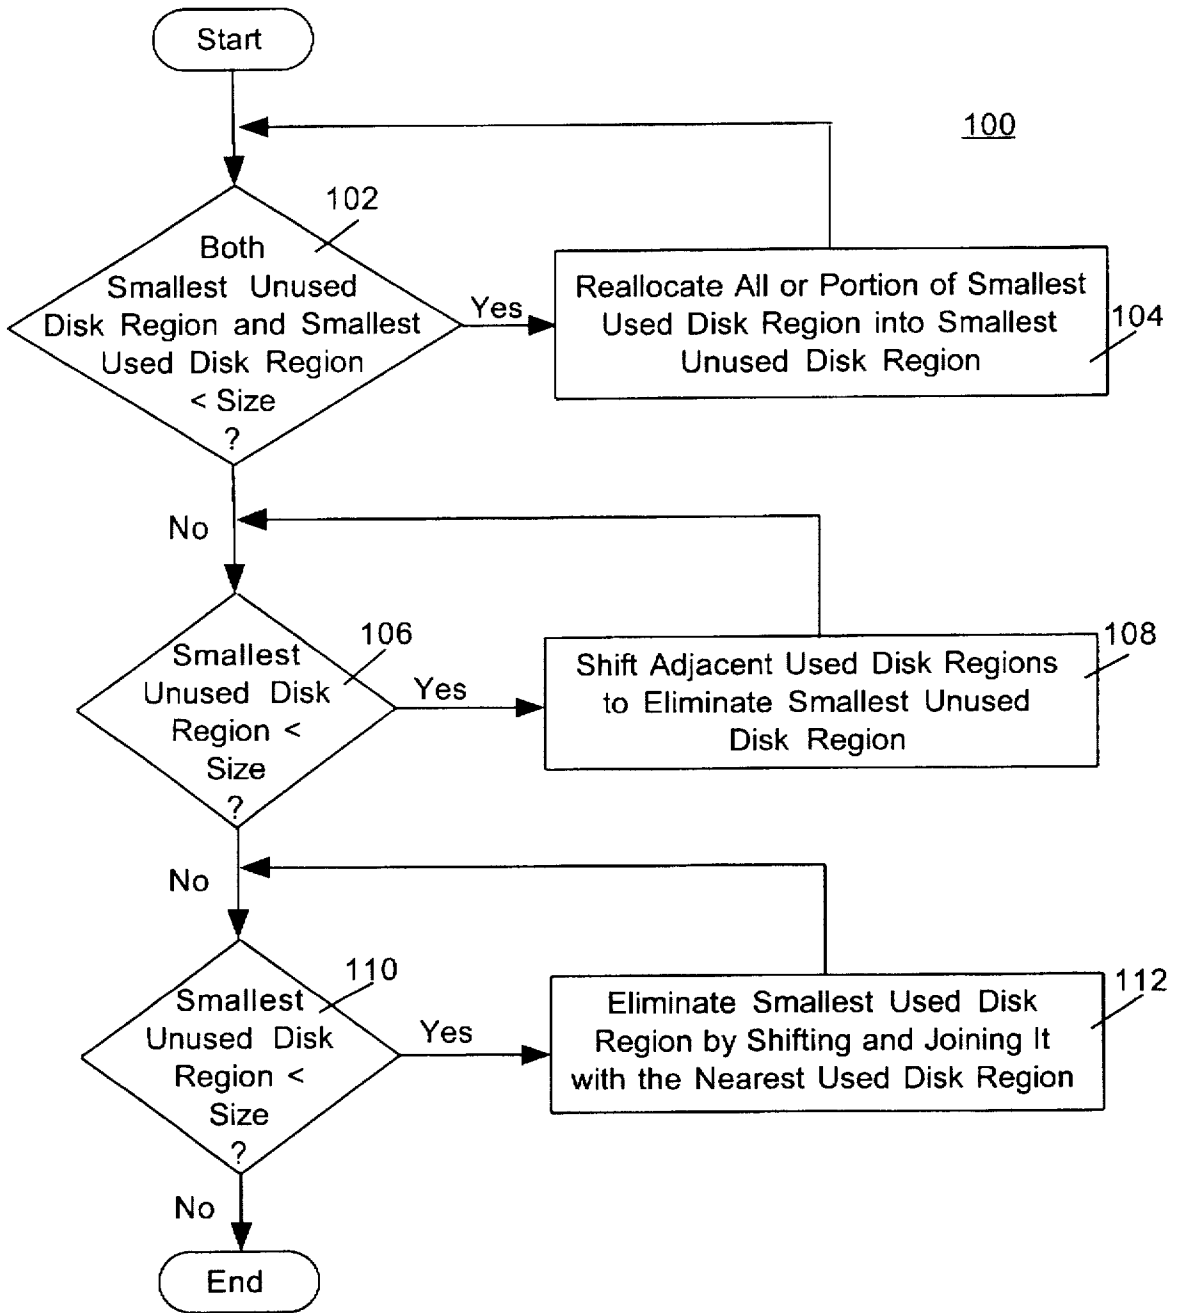 Start
100
102
Both
Smallest Unused
Disk Region and Smallest
Used Disk Region
< Size
?
Yes
Reallocate All or Portion of Smallest
Used Disk Region into Smallest
Unused Disk Region
104
No
106
Smallest
Unused Disk
Region <
Size
?
Yes
108
Shift Adjacent Used Disk Regions
to Eliminate Smallest Unused
Disk Region
No
110
Smallest
Unused Disk
Region <
Size
?
Yes
112
Eliminate Smallest Used Disk
Region by Shifting and Joining It
with the Nearest Used Disk Region
No
End